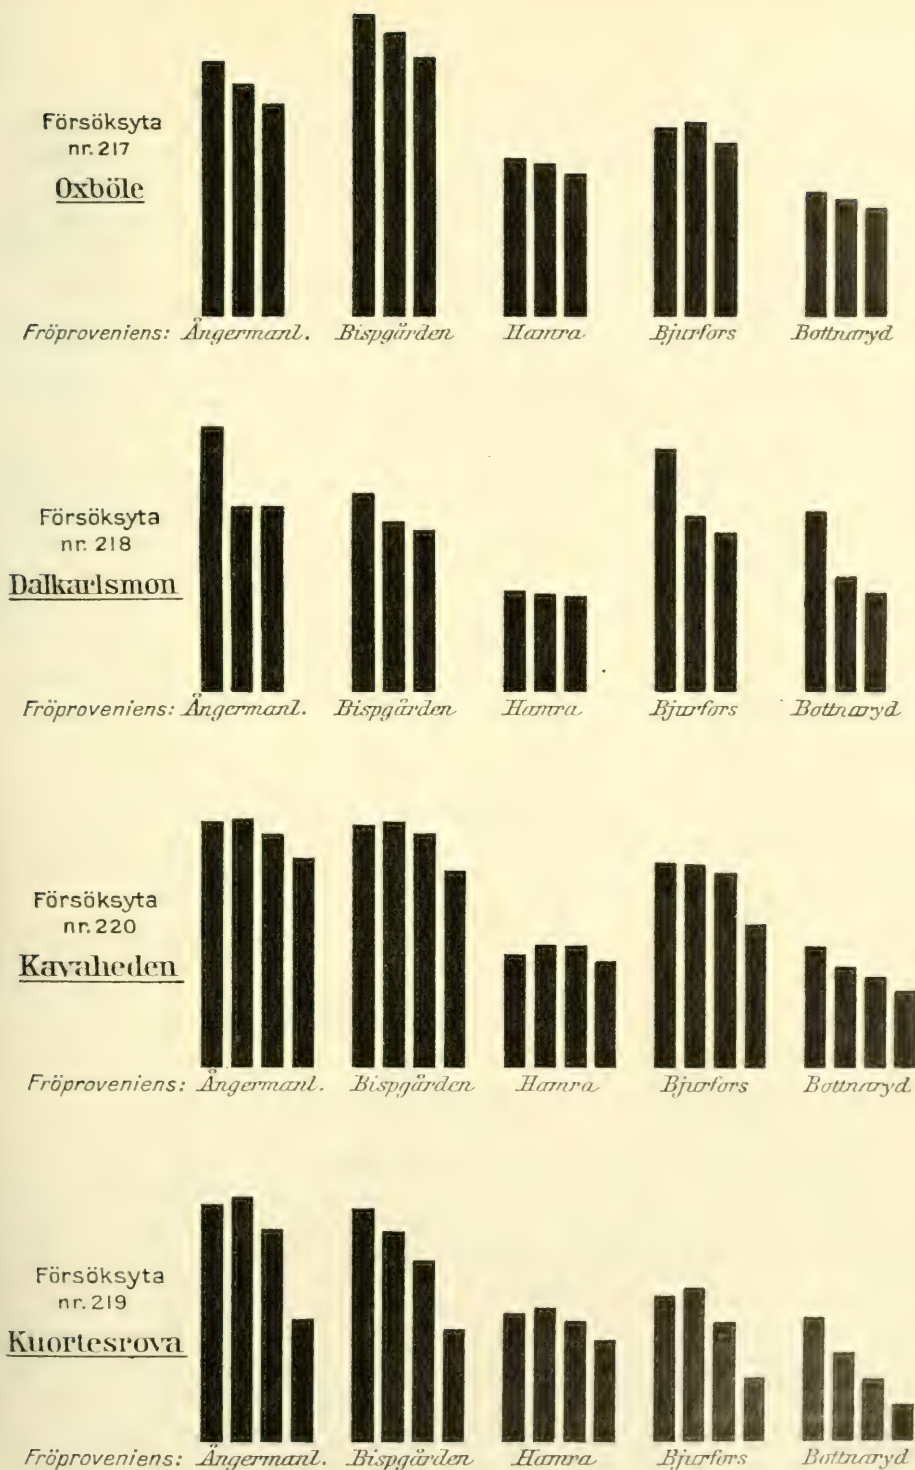 Försöksyta
nr. 217
Oxböle
Fröproveniens: Ångermanl. Bispgården Hamra Bjurfors Bottnaryd
Försöksyta
nr. 218
Dalkarlsmon
Fröproveniens: Ångermanl. Bispgården Hamra Bjurfors Bottnaryd
Försöksyta
nr. 220
Kavaheden
Fröproveniens: Ångermanl. Bispgården Hamra Bjurfors Bottnaryd
Försöksyta
nr. 219
Kuortesrova
Fröproveniens: Ångermanl. Bispgården Hamra Bjurfors Bottnaryd